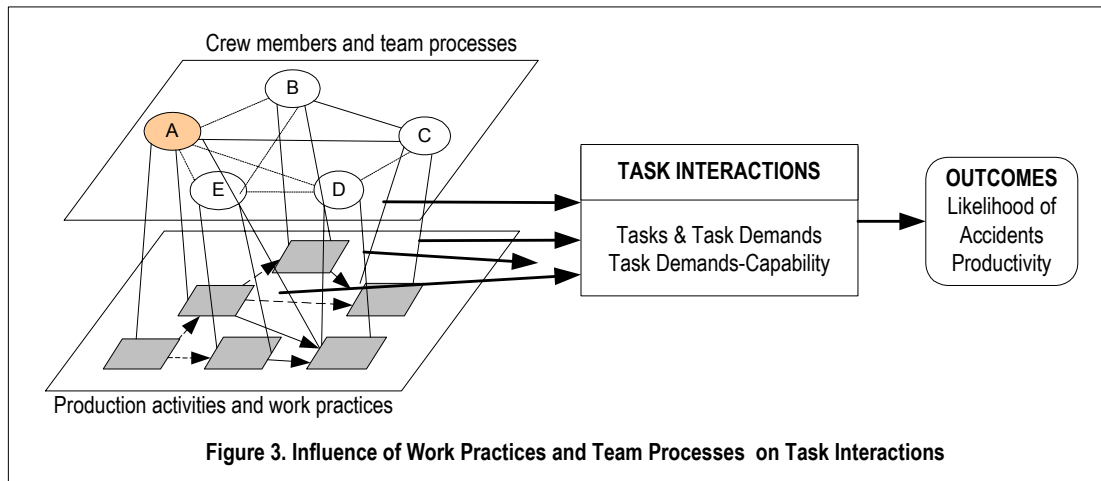 Crew members and team processes
B
A
C
E
D
TASK INTERACTIONS
Tasks & Task Demands
Task Demands-Capability
OUTCOMES
Likelihood of
Accidents
Productivity
Production activities and work practices
Figure 3. Influence of Work Practices and Team Processes on Task Interactions